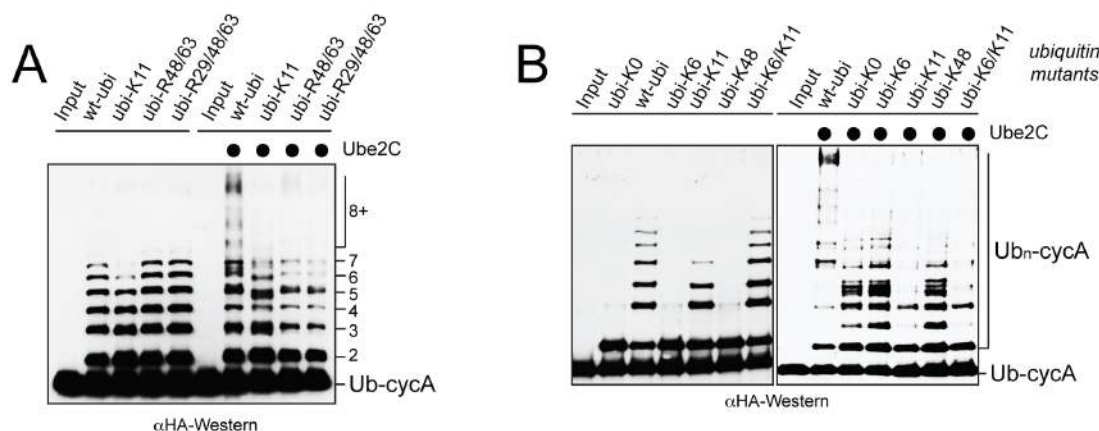 A
Input
wt-ubi
ubi-K11
ubi-R48/63
ubi-R29/48/63
Input
wt-ubi
ubi-K11
ubi-R48/63
ubi-R29/48/63
Ube2C
8+
7
6
5
4
3
2
Ub-cycA
αHA-Western
B
Input
ubi-K0
wt-ubi
ubi-K6
ubi-K11
ubi-K48
ubi-K6/K11
Input
wt-ubi
ubi-K0
ubi-K6
ubi-K11
ubi-K48
ubi-K6/K11
ubiquitin
mutants
Ube2C
Ubn-cycA
Ub-cycA
αHA-Western